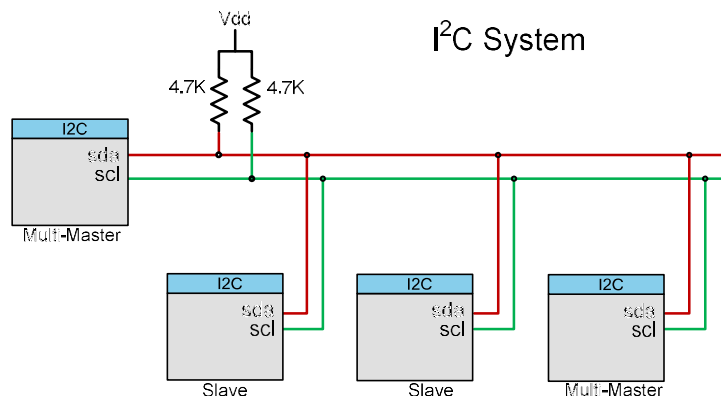 Vdd
I²C System
4.7K 4.7K
I2C
sda
scl
Multi-Master
I2C
sda
scl
Slave
I2C
sda
scl
Slave
I2C
sda
scl
Multi-Master